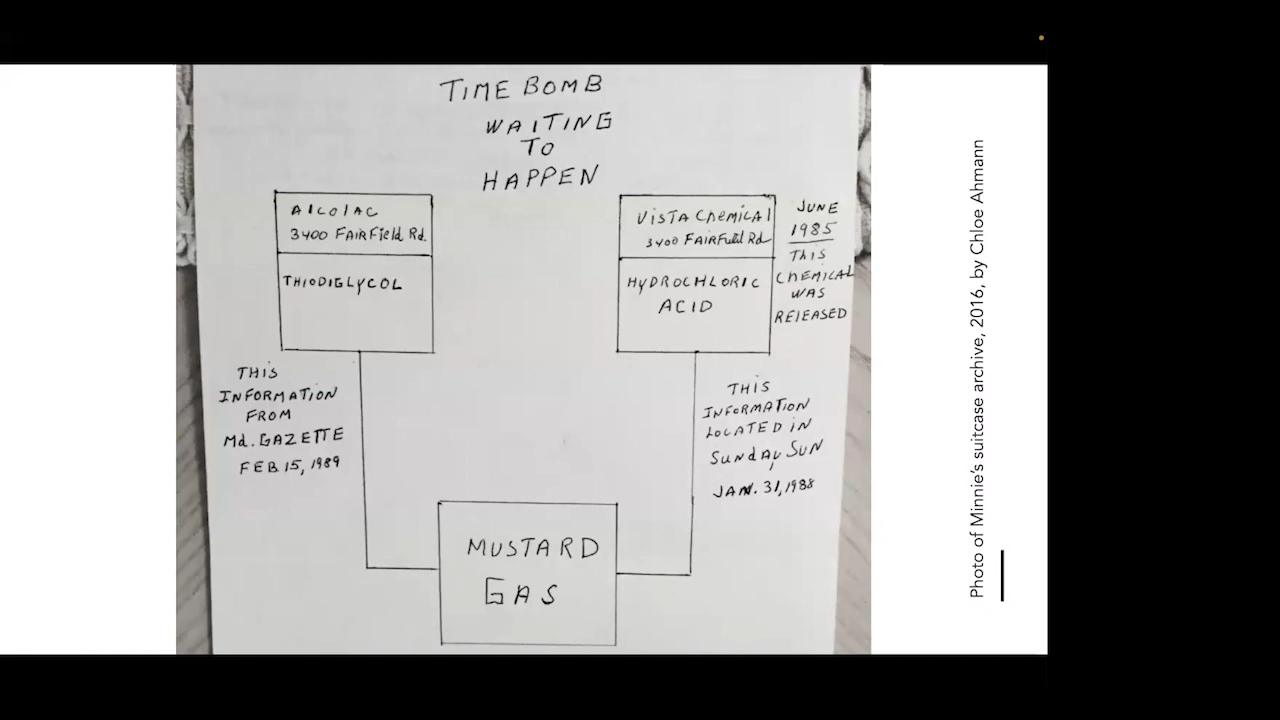 TIME BOMB
WAITING
TO
HAPPEN
Alcolac
3400 FAIRField Rd.
THIODIGLYCOL
VISTA CHEMICAL
3400 FAIRField Rd
HYDROCHLORIC
ACID
JUNE
1985
THIS
CHEMICAL
WAS
RELEASED
THIS
INFORMATION
FROM
Md. GAZETTE
FEB 15, 1989
THIS
INFORMATION
LOCATED IN
SUNDAY SUN
JAN. 31, 1988
MUSTARD
GAS
Photo of Minnie's suitcase archive, 2016, by Chloe Ahmann